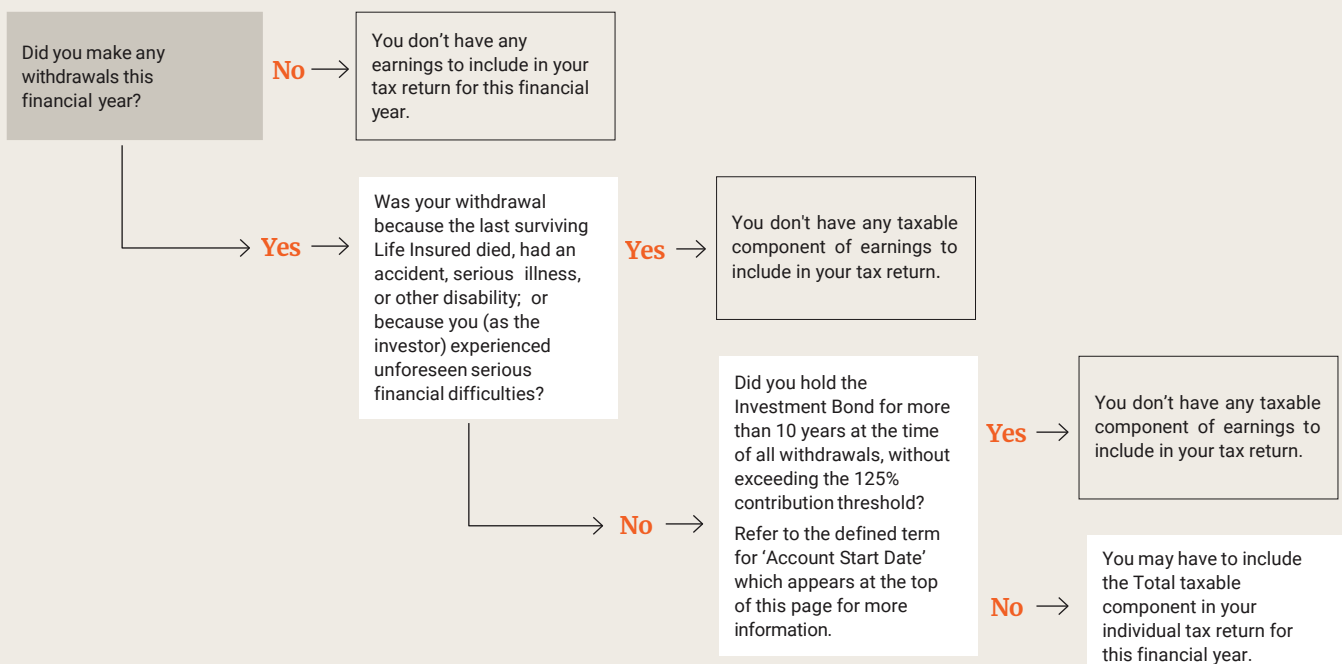 Did you make any
withdrawals this
financial year?
No
You don't have any
earnings to include in your
tax return for this financial
year.
Yes
Was your withdrawal
because the last surviving
Life Insured died, had an
accident, serious illness,
or other disability; or
because you (as the
investor) experienced
unforeseen serious
financial difficulties?
Yes
You don't have any taxable
component of earnings to
include in your tax return.
No
Did you hold the
Investment Bond for more
than 10 years at the time
of all withdrawals, without
exceeding the 125%
contribution threshold?
Refer to the defined term
for ‘Account Start Date’
which appears at the top
of this page for more
information.
Yes
You don’t have any taxable
component of earnings to
include in your tax return.
No
You may have to include
the Total taxable
component in your
individual tax return for
this financial year.